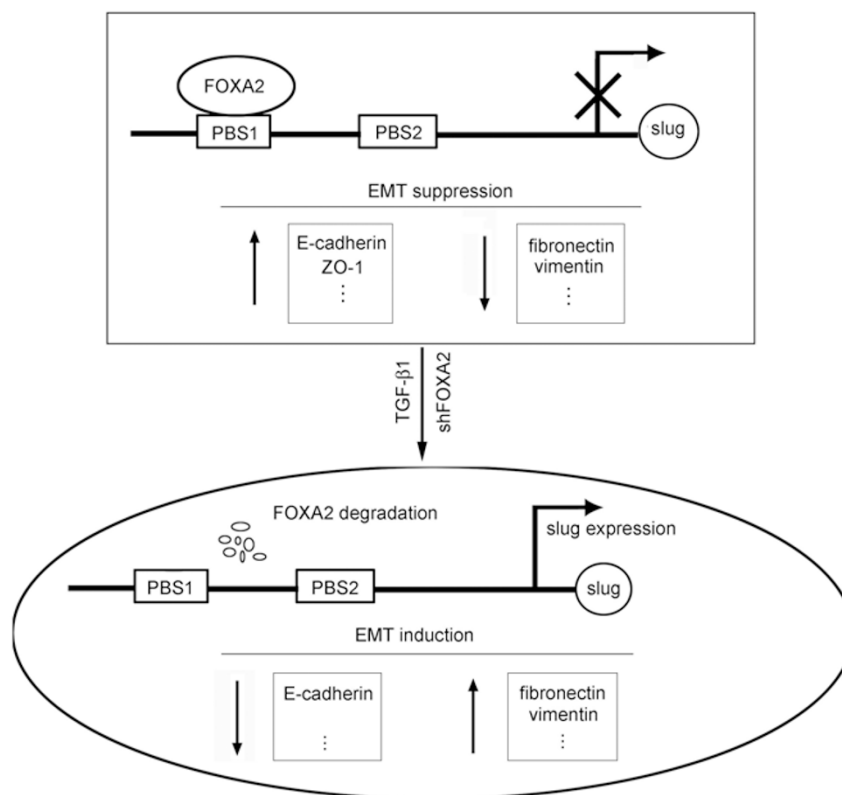 FOXA2
PBS1
PBS2
slug
EMT suppression
E-cadherin
ZO-1
⋮
fibronectin
vimentin
⋮
TGF-β1
shFOXA2
FOXA2 degradation
slug expression
PBS1
PBS2
slug
EMT induction
E-cadherin
⋮
fibronectin
vimentin
⋮